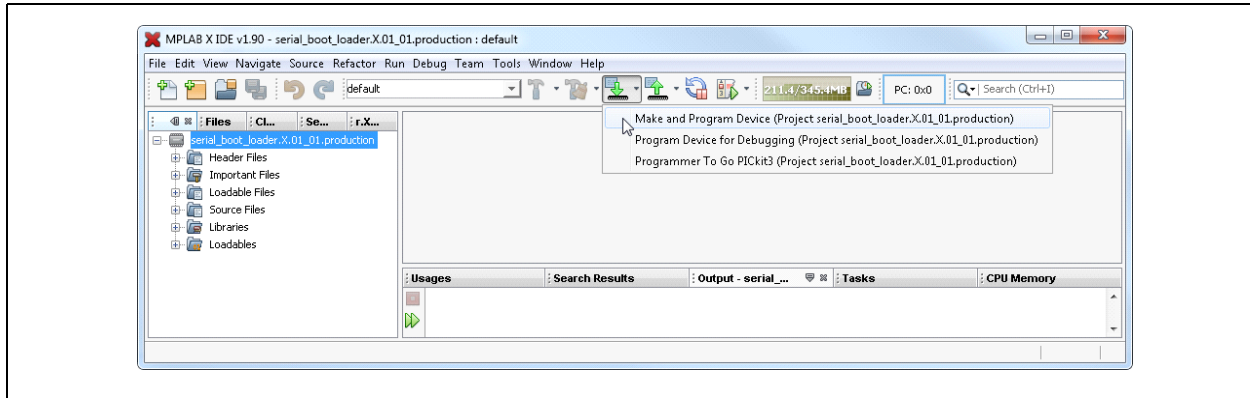 MPLAB X IDE v1.90 - serial_boot_loader.X.01_01.production : default
File Edit View Navigate Source Refactor Run Debug Team Tools Window Help
default
211.4/345.4MB
PC: 0x0
Search (Ctrl+I)
Files Cl... Se... r.X...
serial_boot_loader.X.01_01.production
Header Files
Important Files
Loadable Files
Source Files
Libraries
Loadables
Make and Program Device (Project serial_boot_loader.X.01_01.production)
Program Device for Debugging (Project serial_boot_loader.X.01_01.production)
Programmer To Go PICkit3 (Project serial_boot_loader.X.01_01.production)
Usages Search Results Output - serial_... Tasks CPU Memory